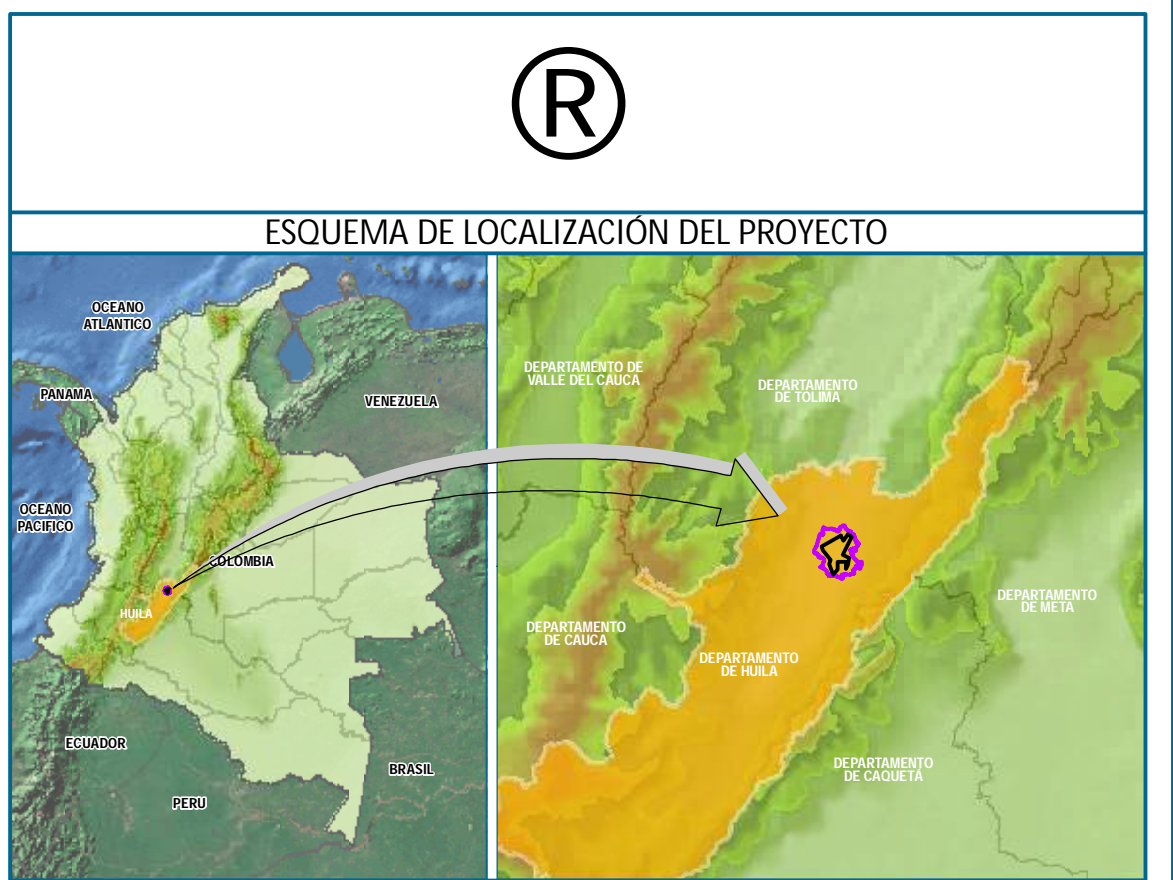 ®
ESQUEMA DE LOCALIZACIÓN DEL PROYECTO
OCEANO
ATLANTICO
PANAMA
VENEZUELA
OCEANO
PACIFICO
COLOMBIA
HUILA
ECUADOR
BRASIL
PERU
DEPARTAMENTO DE
VALLE DEL CAUCA
DEPARTAMENTO
DE TOLIMA
DEPARTAMENTO
DE META
DEPARTAMENTO
DE CAUCA
DEPARTAMENTO
DE HUILA
DEPARTAMENTO
DE CAQUETÁ